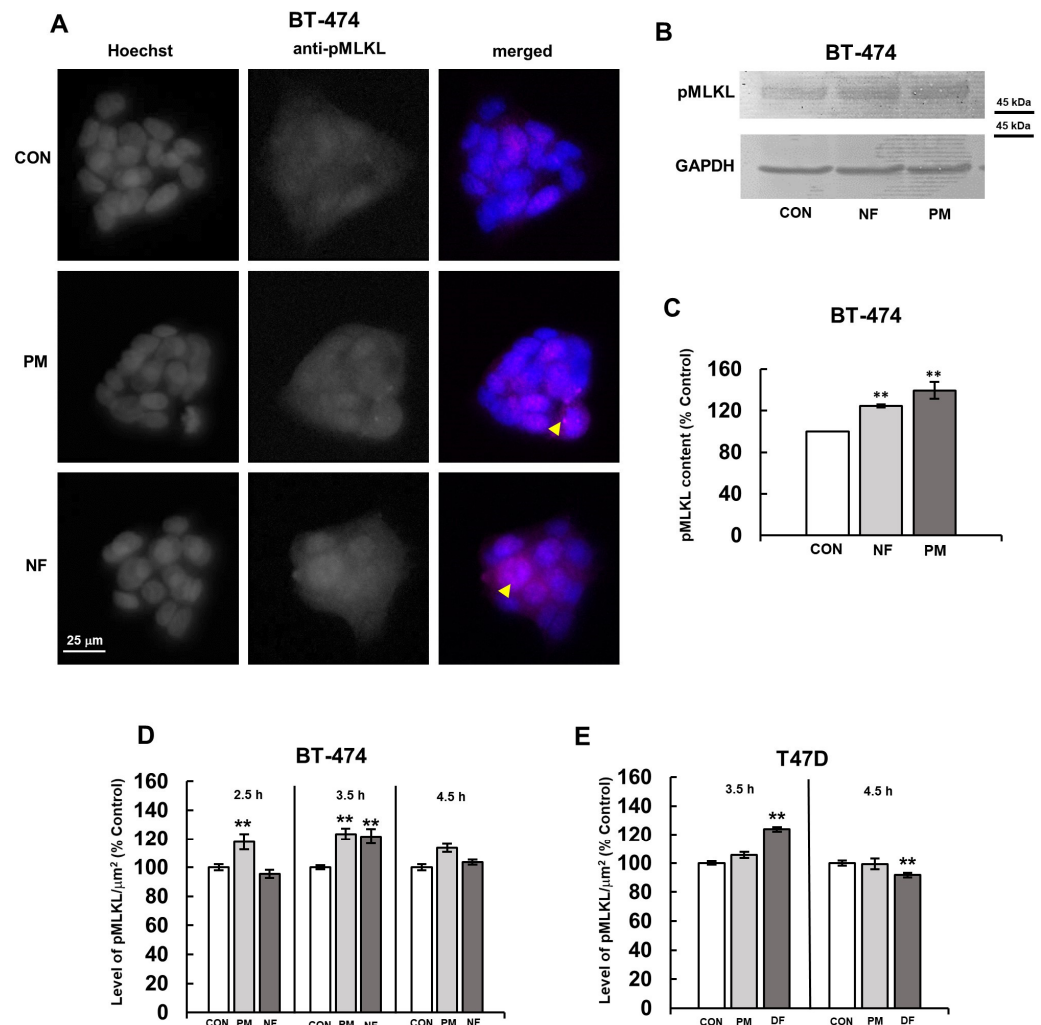 A
BT-474
Hoechst anti-pMLKL merged
CON
PM
NF
25 μm
B
BT-474
pMLKL
45 kDa
45 kDa
GAPDH
CON NF PM
C
BT-474
pMLKL content (% Control)
160
120
80
40
0
** **
CON NF PM
D
BT-474
Level of pMLKL/μm² (% Control)
160
140
120
100
80
60
40
20
0
2.5 h 3.5 h 4.5 h
** ** **
CON PM NF CON PM NF CON PM NF
E
T47D
Level of pMLKL/μm² (% Control)
160
140
120
100
80
60
40
20
0
3.5 h 4.5 h
** **
CON PM DF CON PM DF